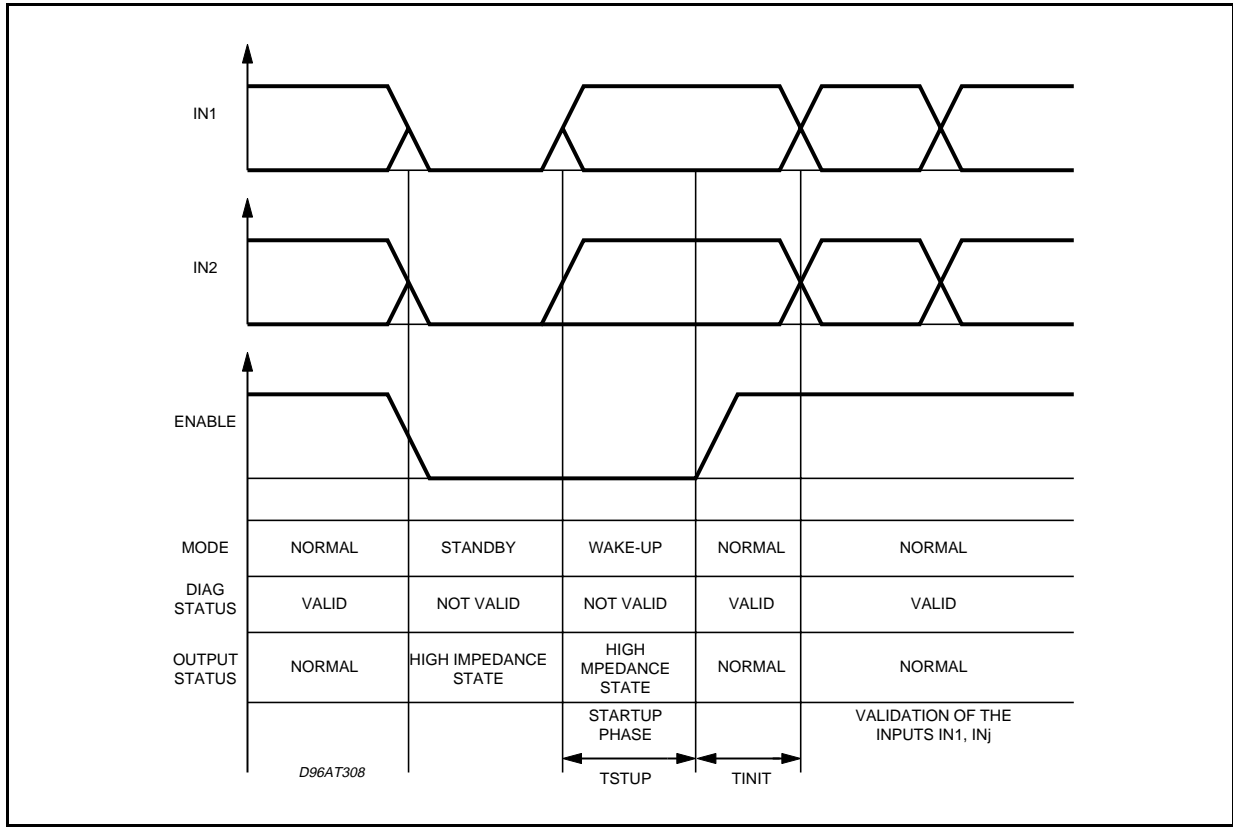 IN1
IN2
ENABLE
MODE NORMAL STANDBY WAKE-UP NORMAL NORMAL
DIAG
STATUS
VALID NOT VALID NOT VALID VALID VALID
OUTPUT
STATUS
NORMAL
HIGH IMPEDANCE
STATE
HIGH
MPEDANCE
STATE
NORMAL
NORMAL
STARTUP
PHASE
VALIDATION OF THE
INPUTS IN1, INj
D96AT308
TSTUP
TINIT